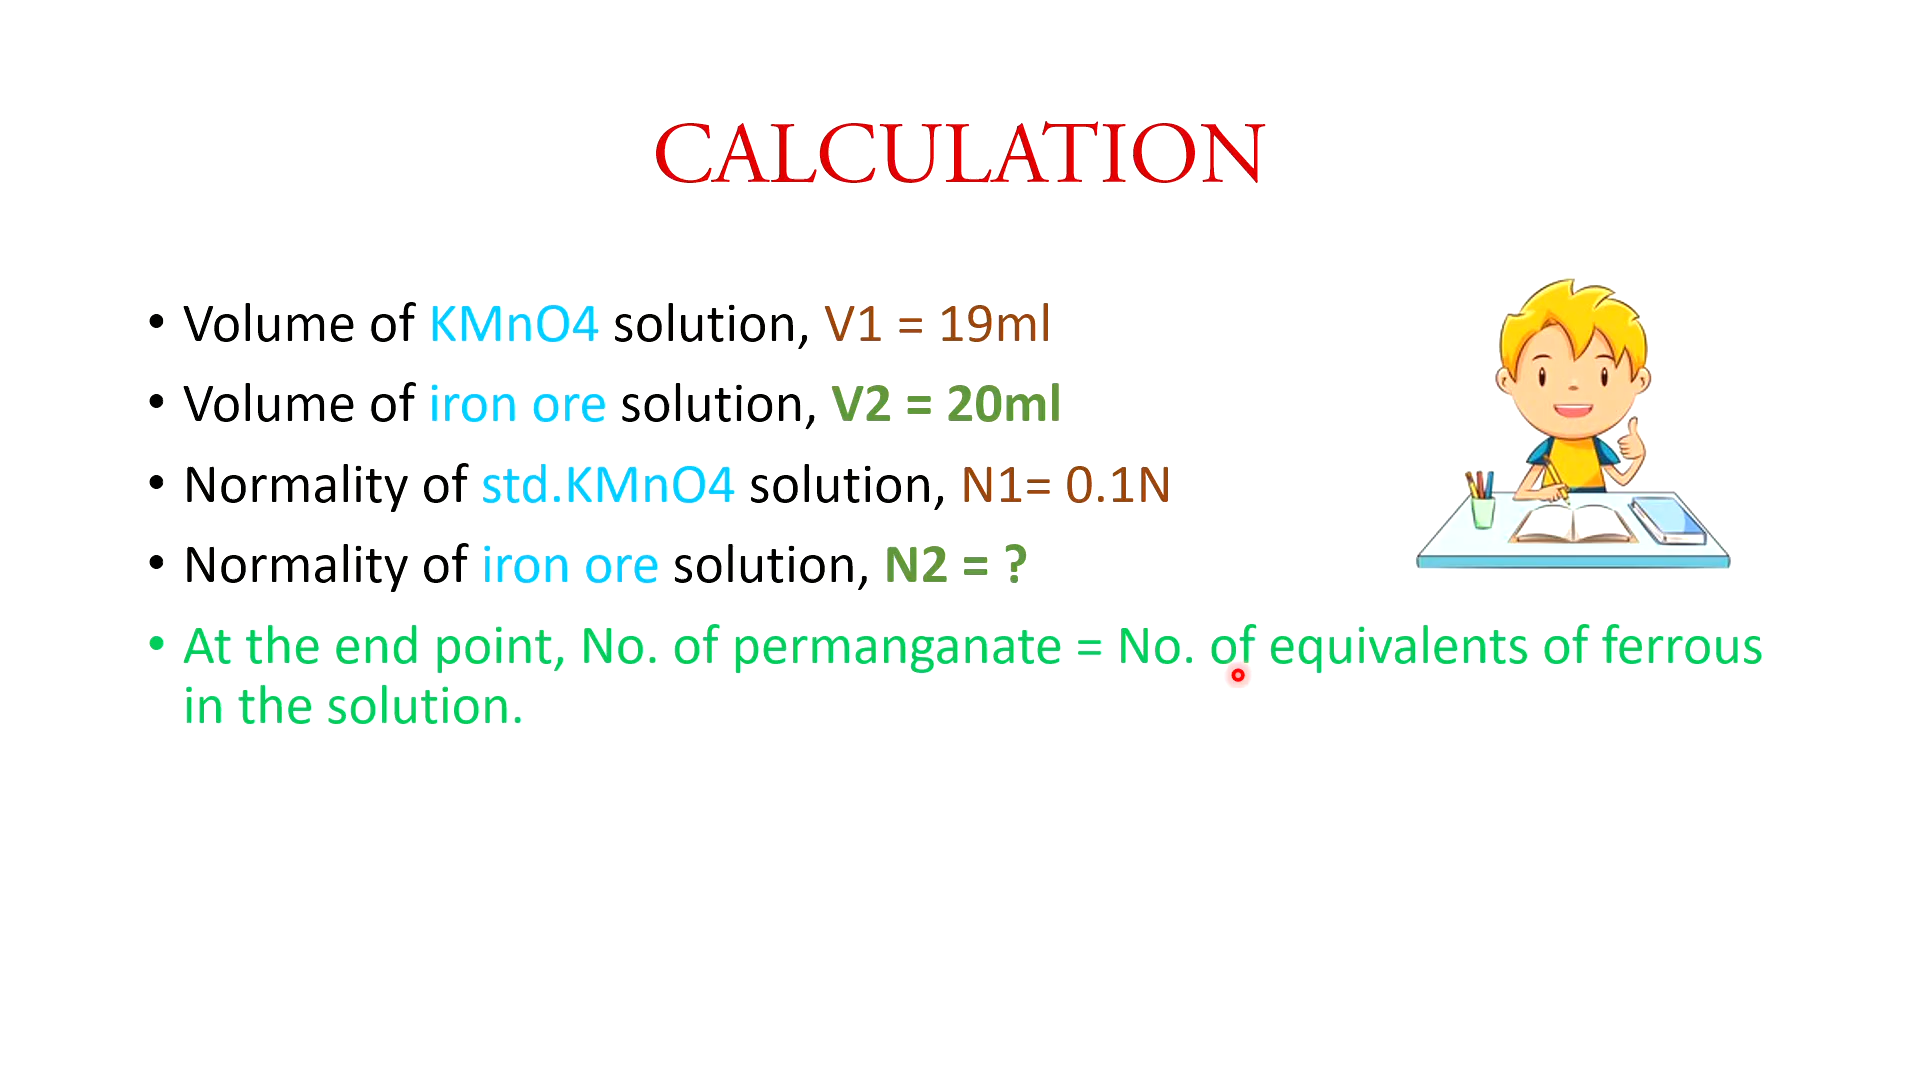 CALCULATION
• Volume of KMnO4 solution, V1 = 19ml
• Volume of iron ore solution, V2 = 20ml
• Normality of std.KMnO4 solution, N1= 0.1N
• Normality of iron ore solution, N2 = ?
• At the end point, No. of permanganate = No. of equivalents of ferrous
in the solution.